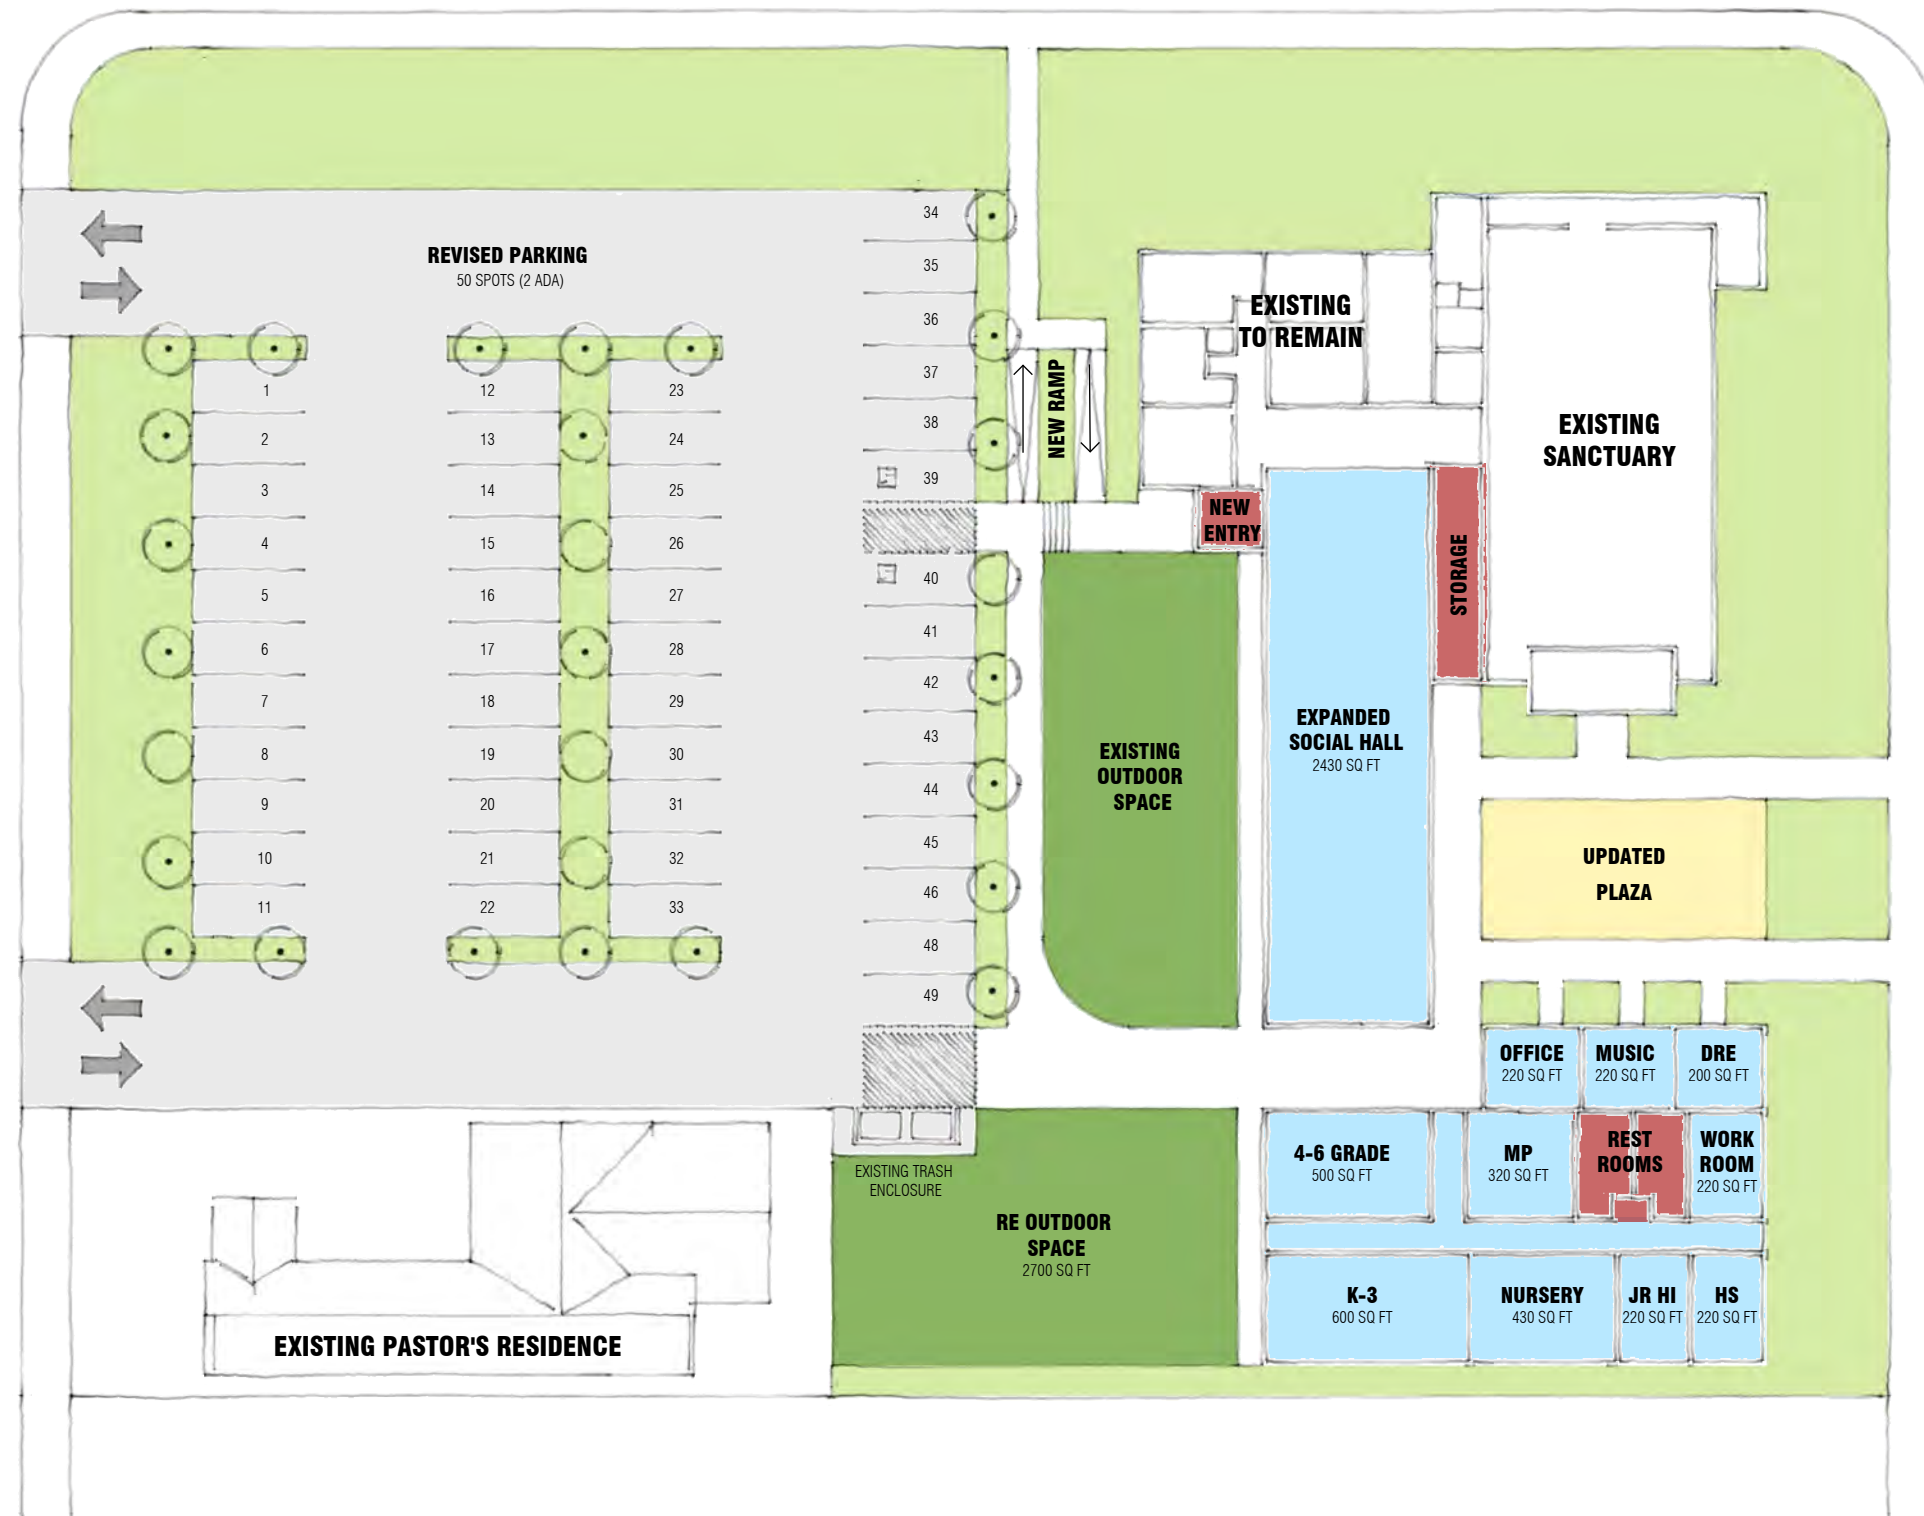 REVISED PARKING
50 SPOTS (2 ADA)
1
2
3
4
5
6
7
8
9
10
11
12
13
14
15
16
17
18
19
20
21
22
23
24
25
26
27
28
29
30
31
32
33
34
35
36
37
38
39
40
41
42
43
44
45
46
48
49
NEW RAMP
EXISTING
TO REMAIN
EXISTING
SANCTUARY
NEW
ENTRY
STORAGE
EXISTING
OUTDOOR
SPACE
EXPANDED
SOCIAL HALL
2430 SQ FT
UPDATED
PLAZA
OFFICE
220 SQ FT
MUSIC
220 SQ FT
DRE
200 SQ FT
4-6 GRADE
500 SQ FT
MP
320 SQ FT
REST
ROOMS
WORK
ROOM
220 SQ FT
K-3
600 SQ FT
NURSERY
430 SQ FT
JR HI
220 SQ FT
HS
220 SQ FT
EXISTING TRASH
ENCLOSURE
RE OUTDOOR
SPACE
2700 SQ FT
EXISTING PASTOR'S RESIDENCE